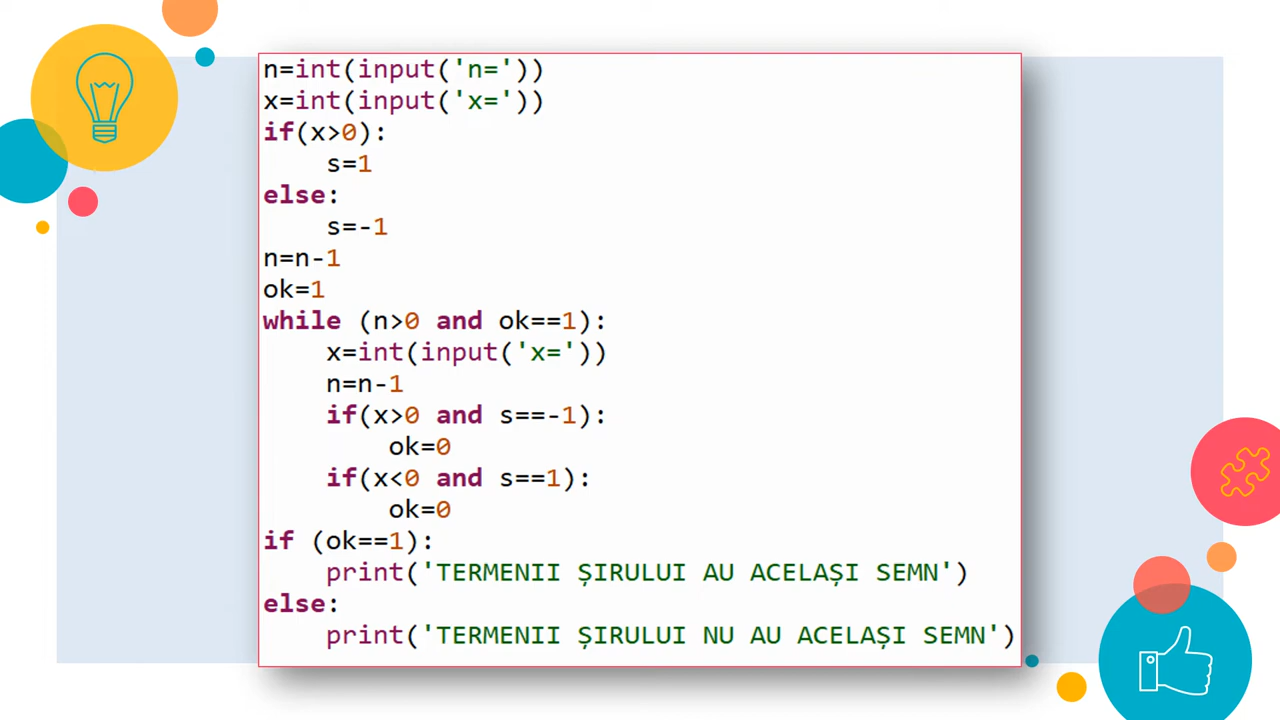 n=int(input('n='))
x=int(input('x='))
if(x>0):
    s=1
else:
    s=-1
n=n-1
ok=1
while (n>0 and ok==1):
    x=int(input('x='))
    n=n-1
    if(x>0 and s==-1):
        ok=0
    if(x<0 and s==1):
        ok=0
if (ok==1):
    print('TERMENII ȘIRULUI AU ACELAȘI SEMN')
else:
    print('TERMENII ȘIRULUI NU AU ACELAȘI SEMN')